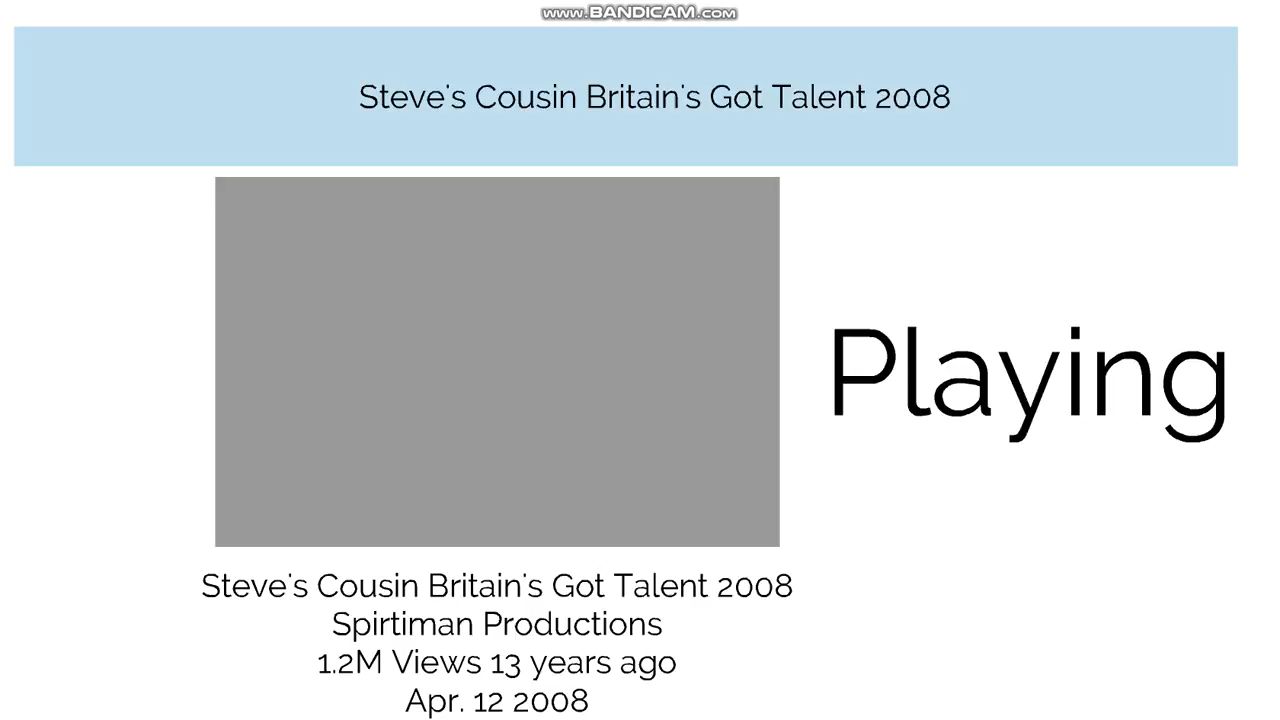 www.BANDICAM.com
Steve's Cousin Britain's Got Talent 2008
Playing
Steve's Cousin Britain's Got Talent 2008
Spirtiman Productions
1.2M Views 13 years ago
Apr. 12 2008